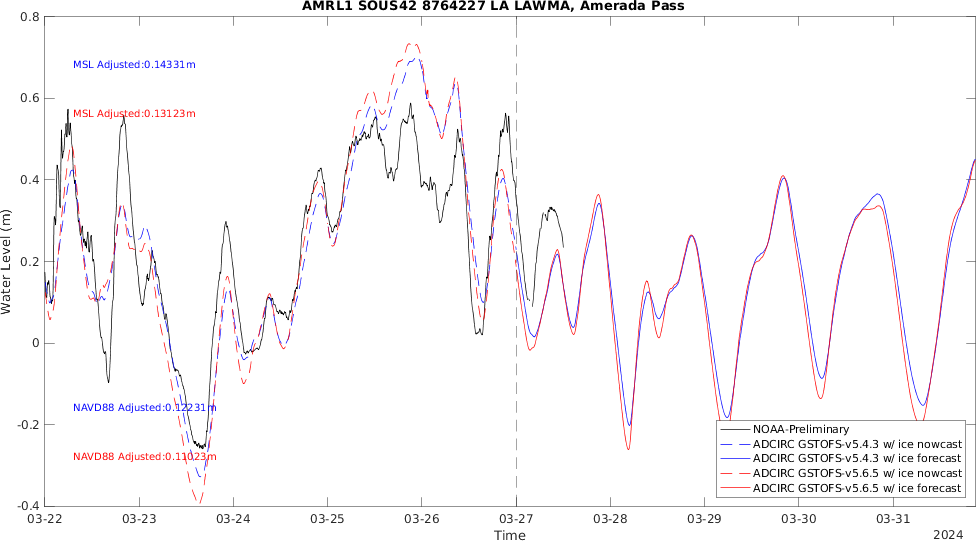 AMRL1 SOUS42 8764227 LA LAWMA, Amerada Pass
0.8
0.6
0.4
0.2
0
-0.2
-0.4
Water Level (m)
MSL Adjusted:0.14331m
MSL Adjusted:0.13123m
NAVD88 Adjusted:0.12231m
NAVD88 Adjusted:0.11023m
NOAA-Preliminary
ADCIRC GSTOFS-v5.4.3 w/ ice nowcast
ADCIRC GSTOFS-v5.4.3 w/ ice forecast
ADCIRC GSTOFS-v5.6.5 w/ ice nowcast
ADCIRC GSTOFS-v5.6.5 w/ ice forecast
03-22 03-23 03-24 03-25 03-26 03-27 03-28 03-29 03-30 03-31
Time
2024